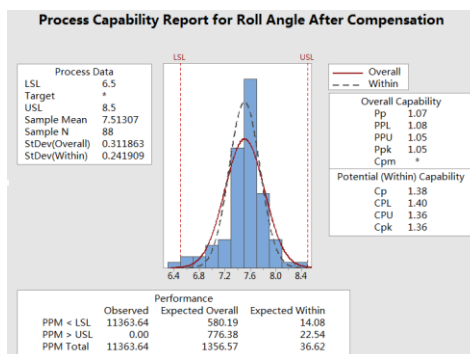 Process Capability Report for Roll Angle After Compensation
LSL USL
Process Data
LSL 6.5
Target *
USL 8.5
Sample Mean 7.51307
Sample N 88
StDev(Overall) 0.311863
StDev(Within) 0.241909
Overall
Within
Overall Capability
Pp 1.07
PPL 1.08
PPU 1.05
Ppk 1.05
Cpm *
Potential (Within) Capability
Cp 1.38
CPL 1.40
CPU 1.36
Cpk 1.36
6.4 6.8 7.2 7.6 8.0 8.4
Performance
Observed Expected Overall Expected Within
PPM < LSL 11363.64 580.19 14.08
PPM > USL 0.00 776.38 22.54
PPM Total 11363.64 1356.57 36.62